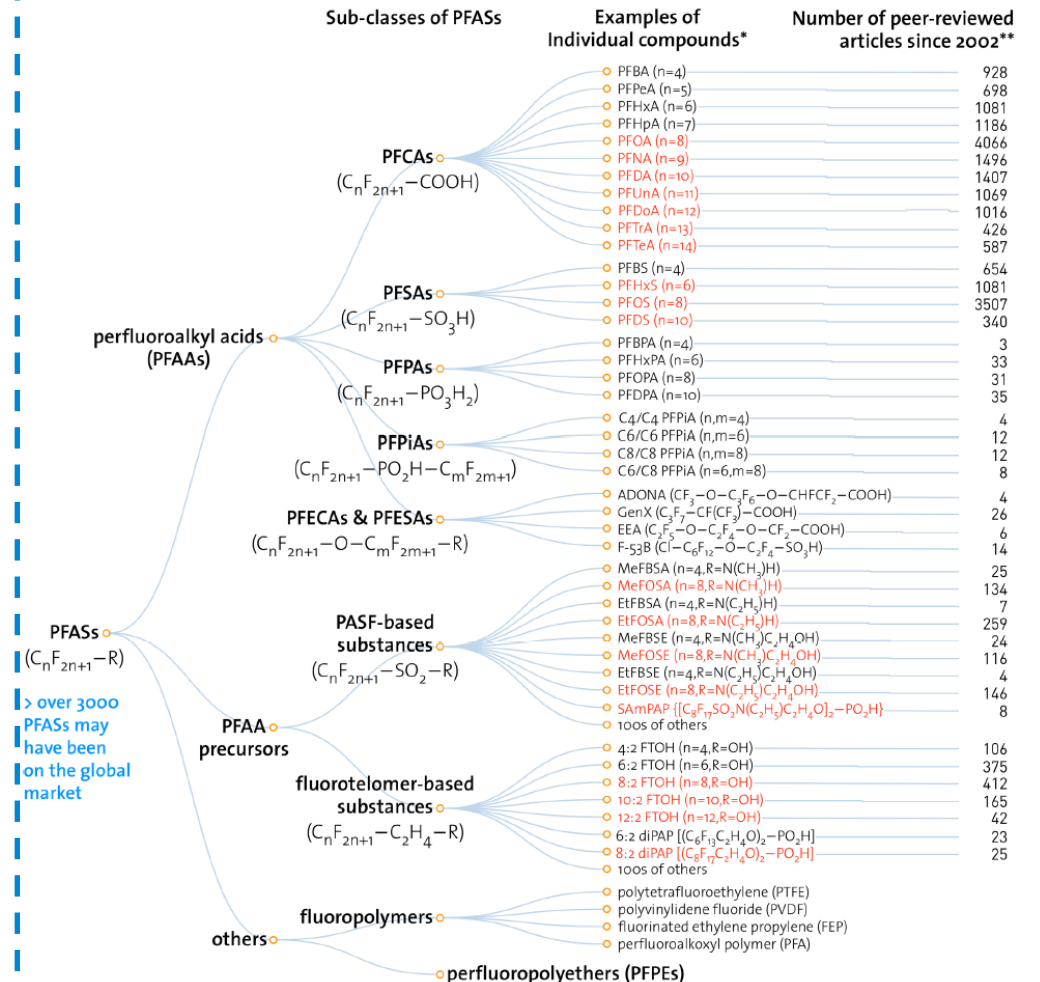 Sub-classes of PFASs
Examples of
Individual compounds*
Number of peer-reviewed
articles since 2002**
PFASs
(CnF2n+1–R)
> over 3000
PFASs may
have been
on the global
market
perfluoroalkyl acids
(PFAAs)
PFCAs
(CnF2n+1–COOH)
PFBA (n=4) 928
PFPeA (n=5) 698
PFHxA (n=6) 1081
PFHpA (n=7) 1186
PFOA (n=8) 4066
PFNA (n=9) 1496
PFDA (n=10) 1407
PFUnA (n=11) 1069
PFDoA (n=12) 1016
PFTrA (n=13) 426
PFTeA (n=14) 587
PFSAs
(CnF2n+1–SO3H)
PFBS (n=4) 654
PFHxS (n=6) 1081
PFOS (n=8) 3507
PFDS (n=10) 340
PFPAs
(CnF2n+1–PO3H2)
PFBPA (n=4) 3
PFHxPA (n=6) 33
PFOPA (n=8) 31
PFDPA (n=10) 35
PFPiAs
(CnF2n+1–PO2H–CmF2m+1)
C4/C4 PFPiA (n,m=4) 4
C6/C6 PFPiA (n,m=6) 12
C8/C8 PFPiA (n,m=8) 12
C6/C8 PFPiA (n=6,m=8) 8
PFECAs & PFESAs
(CnF2n+1–O–CmF2m+1–R)
ADONA (CF3–O–C3F6–O–CHFCF2–COOH) 4
GenX (C3F7–CF(CF3)–COOH) 26
EEA (C2F5–O–C2F4–O–CF2–COOH) 6
F-53B (Cl–C6F12–O–C2F4–SO3H) 14
PFAA
precursors
PASF-based
substances
(CnF2n+1–SO2–R)
MeFBSA (n=4,R=N(CH3)H) 25
MeFOSA (n=8,R=N(CH3)H) 134
EtFBSA (n=4,R=N(C2H5)H) 7
EtFOSA (n=8,R=N(C2H5)H) 259
MeFBSE (n=4,R=N(CH3)C2H4OH) 24
MeFOSE (n=8,R=N(CH3)C2H4OH) 116
EtFBSE (n=4,R=N(C2H5)C2H4OH) 4
EtFOSE (n=8,R=N(C2H5)C2H4OH) 146
SAmPAP {[C8F17SO2N(C2H5)C2H4O]2–PO2H} 8
100s of others
fluorotelomer-based
substances
(CnF2n+1–C2H4–R)
4:2 FTOH (n=4,R=OH) 106
6:2 FTOH (n=6,R=OH) 375
8:2 FTOH (n=8,R=OH) 412
10:2 FTOH (n=10,R=OH) 165
12:2 FTOH (n=12,R=OH) 42
6:2 diPAP [(C6F13C2H4O)2–PO2H] 23
8:2 diPAP [(C8F17C2H4O)2–PO2H] 25
100s of others
others
fluoropolymers
polytetrafluoroethylene (PTFE)
polyvinylidene fluoride (PVDF)
fluorinated ethylene propylene (FEP)
perfluoroalkoxyl polymer (PFA)
perfluoropolyethers (PFPEs)